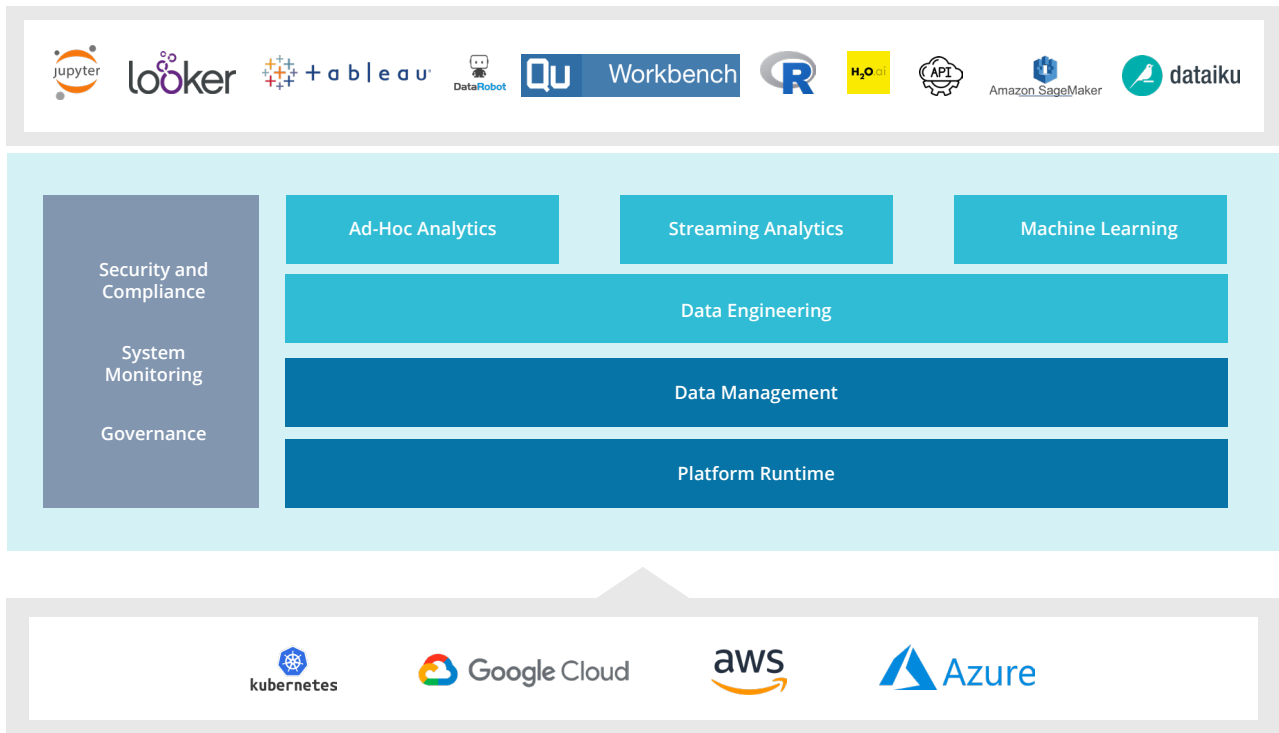 jupyter
looker
+ a b | e a u
DataRobot
Qu Workbench
R
H2O.ai
API
Amazon SageMaker
dataiku
Ad-Hoc Analytics
Streaming Analytics
Machine Learning
Security and
Compliance
System
Monitoring
Governance
Data Engineering
Data Management
Platform Runtime
kubernetes
Google Cloud
aws
Azure